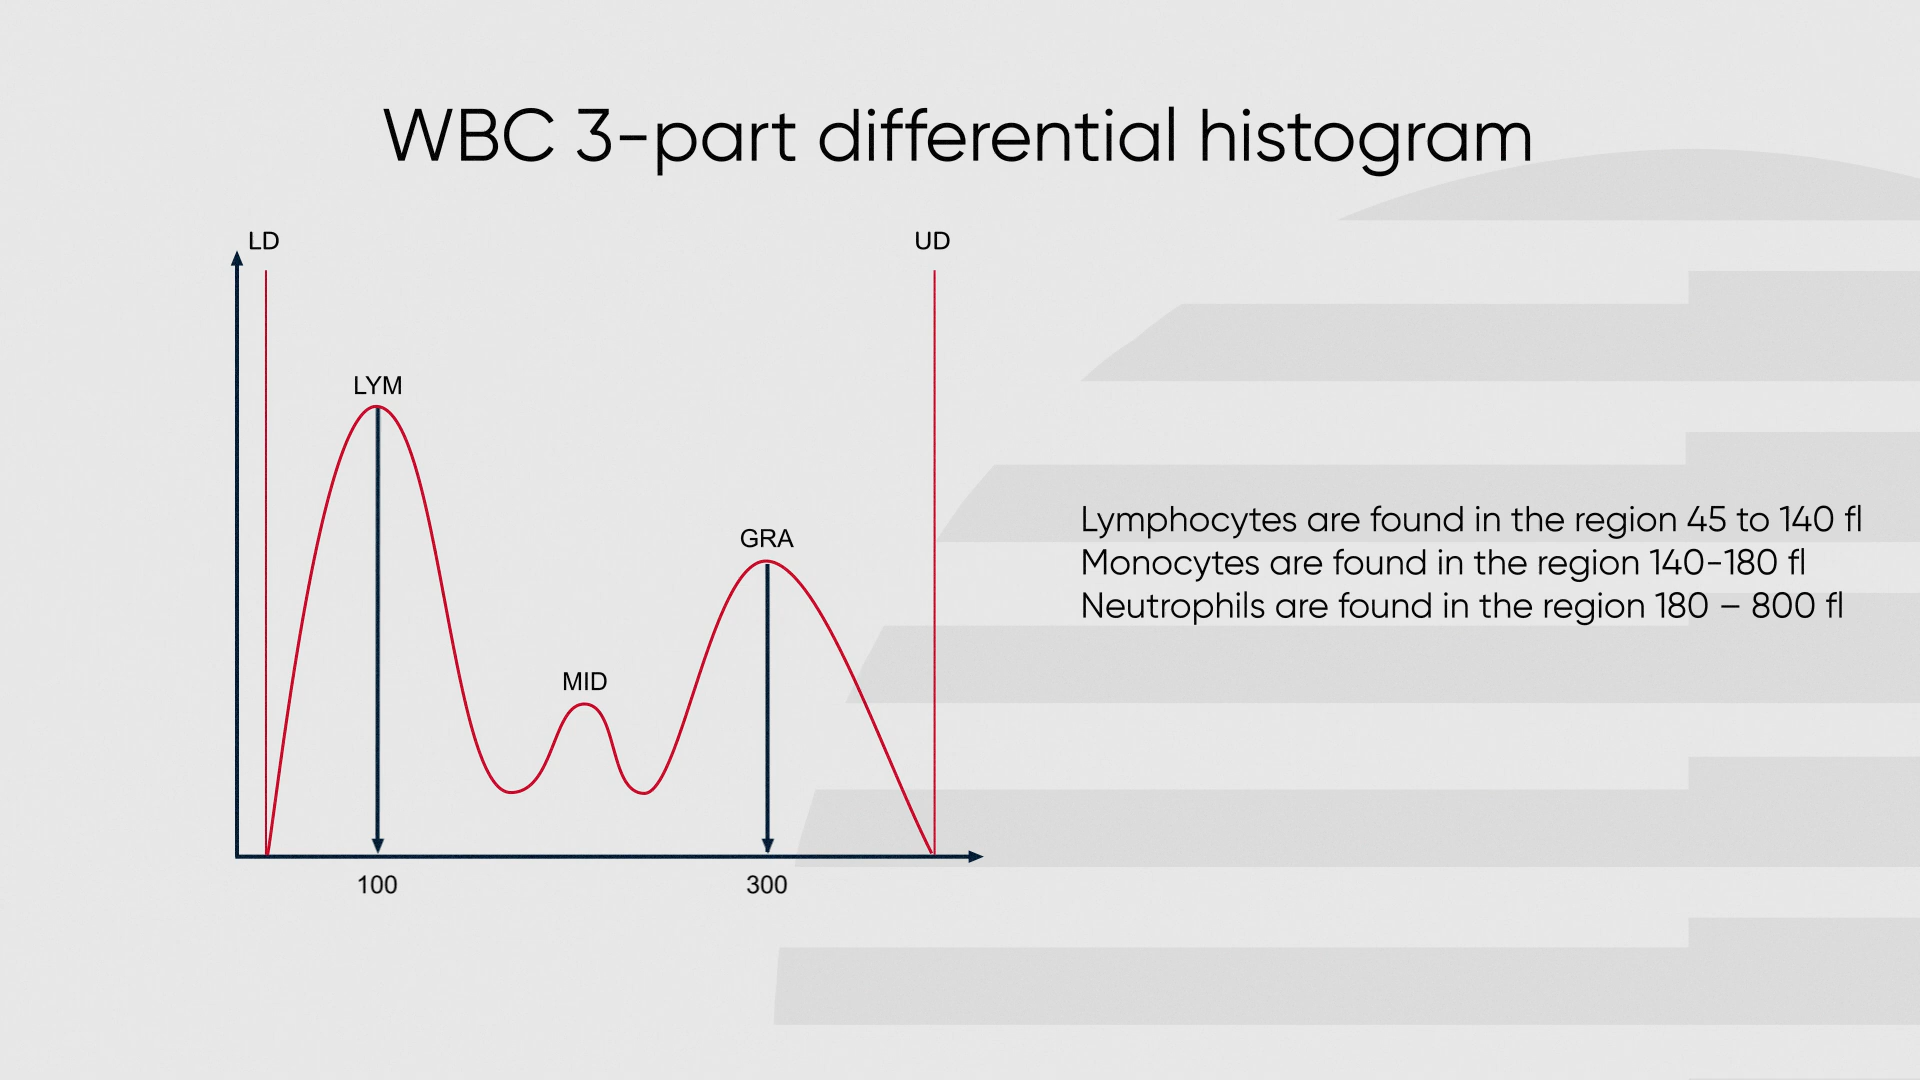 WBC 3-part differential histogram
LD
UD
LYM
GRA
MID
Lymphocytes are found in the region 45 to 140 fl
Monocytes are found in the region 140-180 fl
Neutrophils are found in the region 180 – 800 fl
100
300